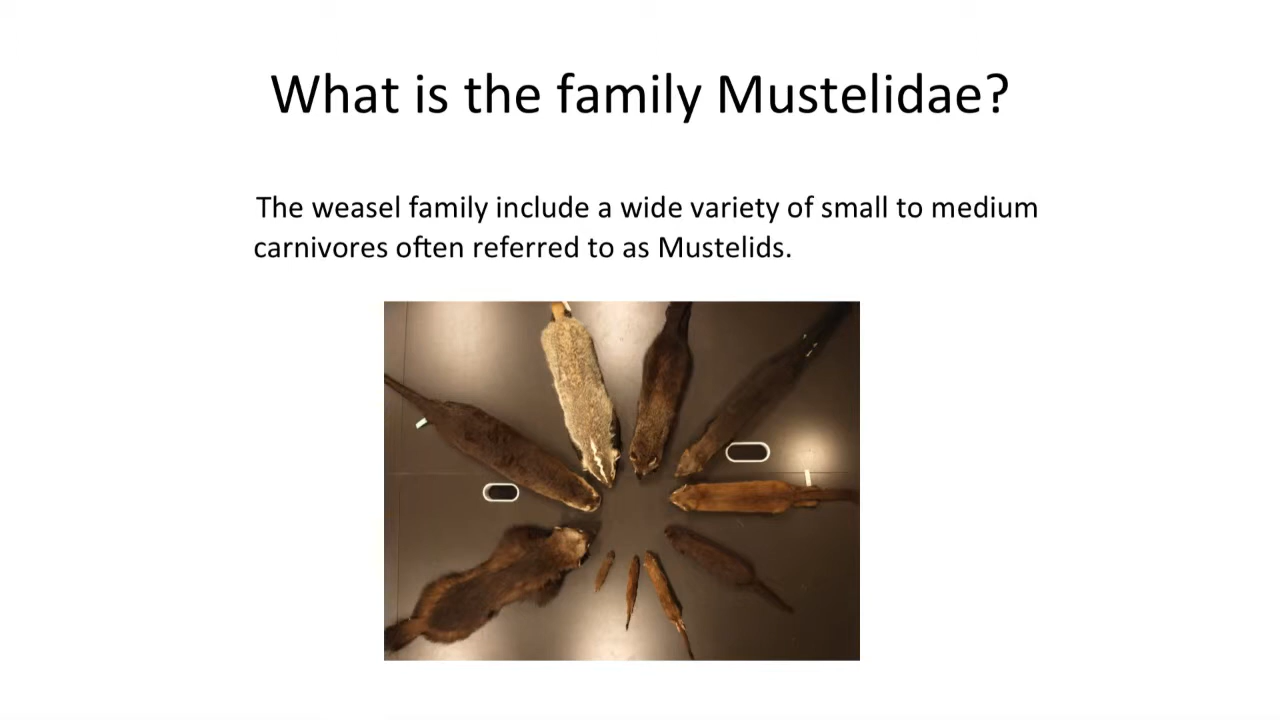 What is the family Mustelidae?
The weasel family include a wide variety of small to medium
carnivores often referred to as Mustelids.